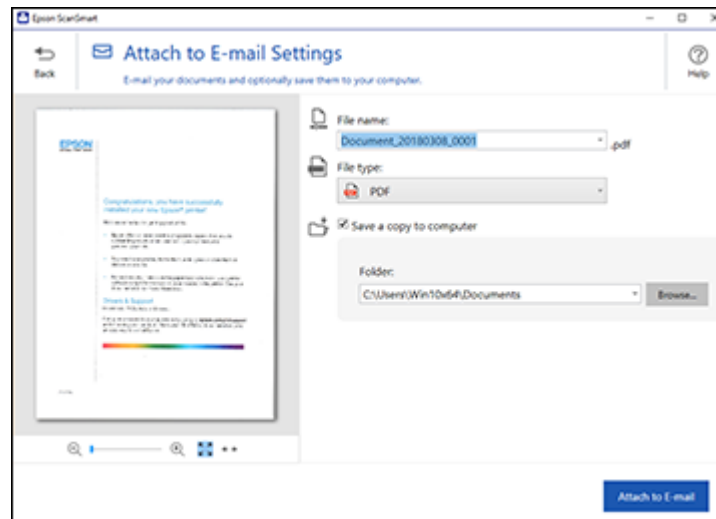 Epson ScanSmart
Back
Attach to E-mail Settings
E-mail your documents and optionally save them to your computer.
Help
EPSON
Congratulations, you have successfully
installed your new Epson® printer!
Drivers & Support
File name:
Document_20180308_0001
.pdf
File type:
PDF
Save a copy to computer
Folder:
C:\Users\Win10x64\Documents
Browse...
Attach to E-mail